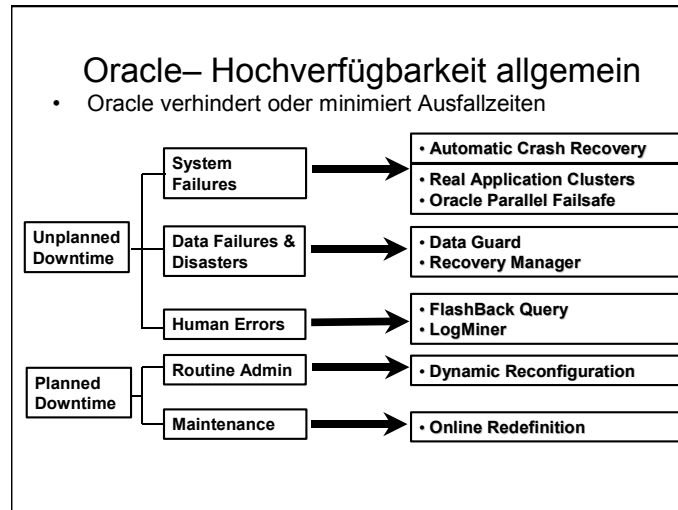 Oracle– Hochverfügbarkeit allgemein
• Oracle verhindert oder minimiert Ausfallzeiten
Unplanned
Downtime
System
Failures
• Automatic Crash Recovery
• Real Application Clusters
• Oracle Parallel Failsafe
Data Failures &
Disasters
• Data Guard
• Recovery Manager
Human Errors
• FlashBack Query
• LogMiner
Planned
Downtime
Routine Admin
• Dynamic Reconfiguration
Maintenance
• Online Redefinition